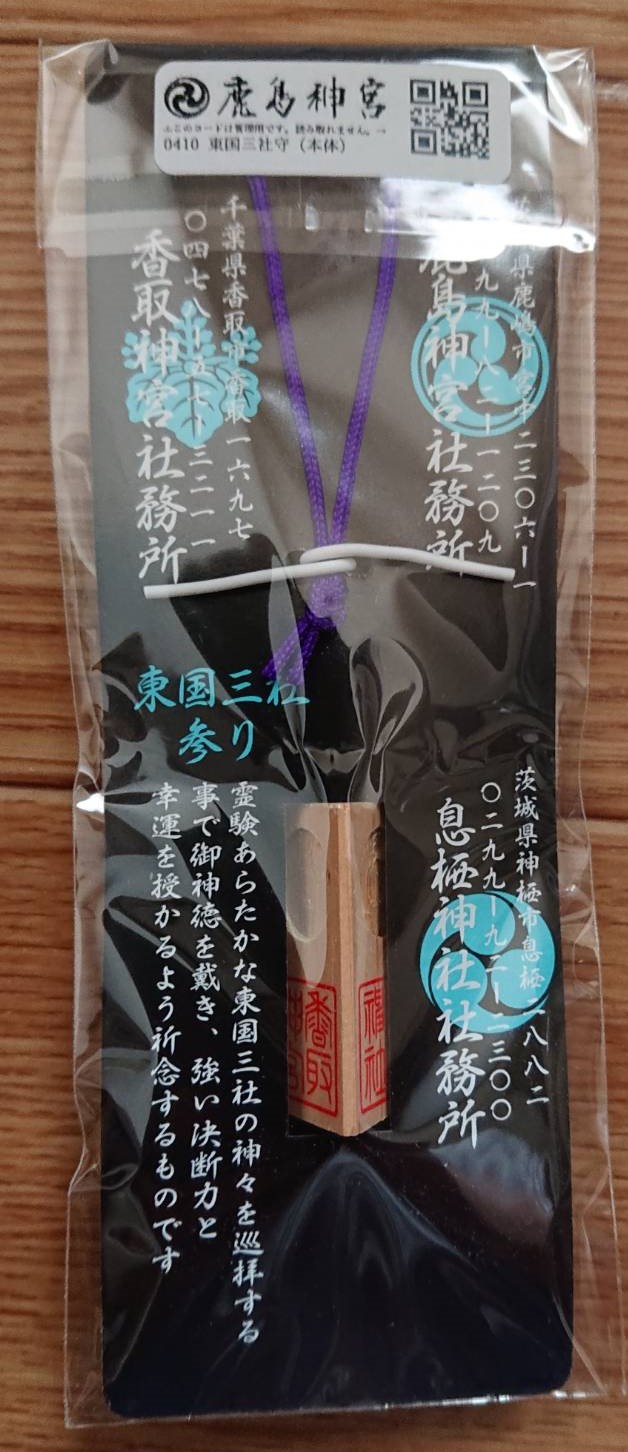 鹿島神宮
このコードは管理用です。読み取れません。→
0410 東国三社守（本体）
県鹿嶋市宮中二三〇六ー一
九九ー八二ー一二〇九
鹿島神宮社務所
千葉県香取市香取一六九七
〇四七八ー五七ー三二一一
香取神宮社務所
東国三社
参り
茨城県神栖市息栖二八八二
〇二九九ー九二ー二三〇〇
息栖神社社務所
霊験あらたかな東国三社の神々を巡拝する
事で御神徳を戴き、強い決断力と
幸運を授かるよう祈念するものです
香取
神宮